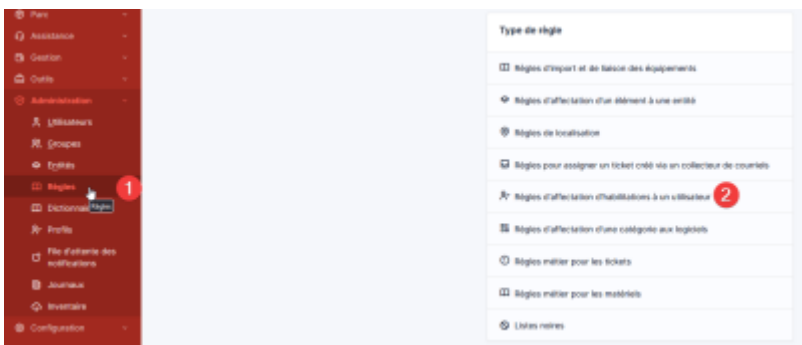 Parc
Assistance
Gestion
Outils
Administration
Utilisateurs
Groupes
Entités
Règles
1
Dictionnai
Règles
Profils
File d'attente des
notifications
Journaux
Inventaire
Configuration
Type de règle
Règles d'import et de liaison des équipements
Règles d'affectation d'un élément à une entité
Règles de localisation
Règles pour assigner un ticket créé via un collecteur de courriels
Règles d'affectation d'habilitations à un utilisateur
2
Règles d'affectation d'une catégorie aux logiciels
Règles métier pour les tickets
Règles métier pour les matériels
Listes noires